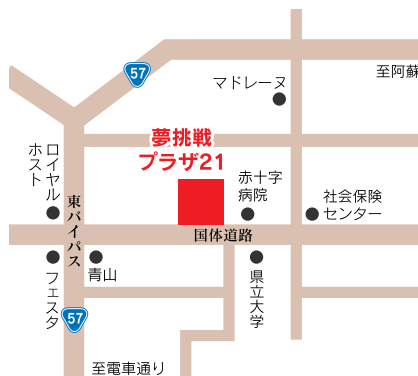 57
マドレーヌ
至阿蘇
夢挑戦
プラザ21
ロイヤル
ホスト
赤十字
病院
社会保険
センター
東バイパス
国体道路
フェスタ
青山
県立大学
57
至電車通り